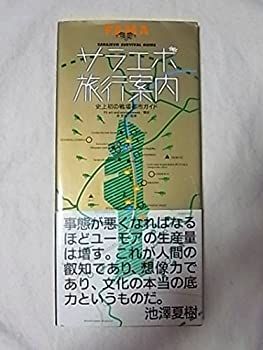 FAMA
SARAJEVO SURVIVAL GUIDE
サラエボ
旅行案内
史上初の戦場都市ガイド
事態が悪くなればなる
ほどユーモアの生産量
は増す。これが人間の
叡知であり、想像力で
あり、文化の本当の底
力というものだ。
池澤夏樹